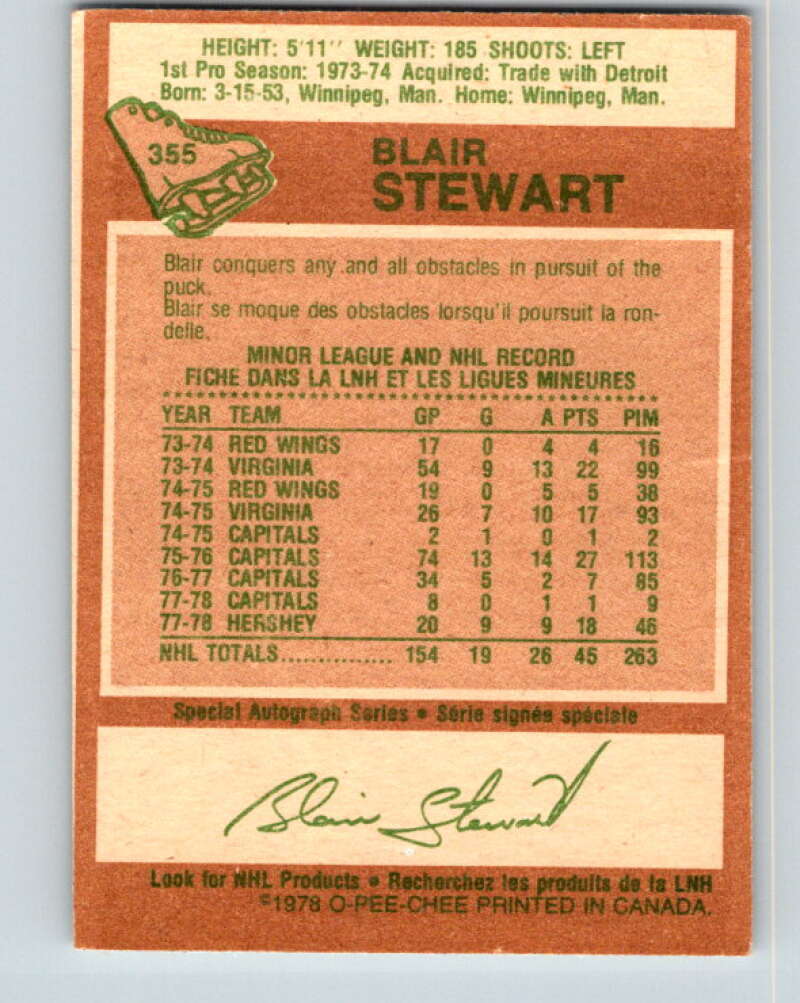 HEIGHT: 5'11" WEIGHT: 185 SHOOTS: LEFT
1st Pro Season: 1973-74 Acquired: Trade with Detroit
Born: 3-15-53, Winnipeg, Man. Home: Winnipeg, Man.
355
BLAIR
STEWART
Blair conquers any and all obstacles in pursuit of the
puck.
Blair se moque des obstacles lorsqu'il poursuit la ron-
delle.
MINOR LEAGUE AND NHL RECORD
FICHE DANS LA LNH ET LES LIGUES MINEURES
YEAR TEAM GP G A PTS PIM
73-74 RED WINGS 17 0 4 4 16
73-74 VIRGINIA 54 9 13 22 99
74-75 RED WINGS 19 0 5 5 38
74-75 VIRGINIA 26 7 10 17 93
74-75 CAPITALS 2 1 0 1 2
75-76 CAPITALS 74 13 14 27 113
76-77 CAPITALS 34 5 2 7 85
77-78 CAPITALS 8 0 1 1 9
77-78 HERSHEY 20 9 9 18 46
NHL TOTALS............... 154 19 26 45 263
Special Autograph Series • Série signée spéciale
Blair Stewart
Look for NHL Products • Recherchez les produits de la LNH
©1978 O-PEE-CHEE PRINTED IN CANADA.